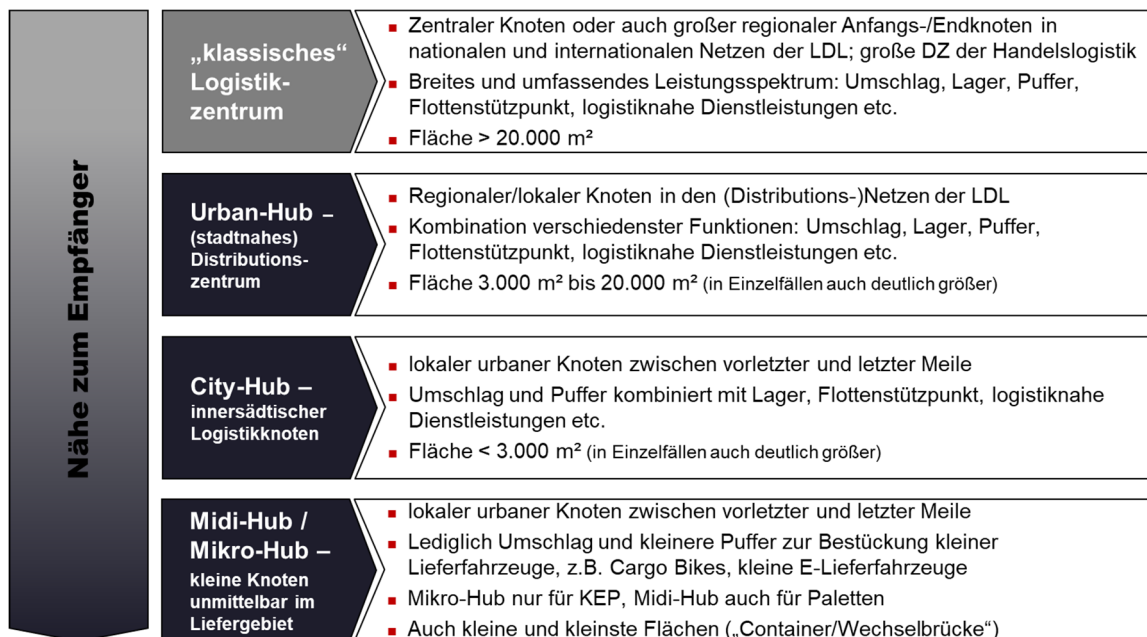 Nähe zum Empfänger
„klassisches“
Logistik-
zentrum
▪ Zentraler Knoten oder auch großer regionaler Anfangs-/Endknoten in
nationalen und internationalen Netzen der LDL; große DZ der Handelslogistik
▪ Breites und umfassendes Leistungsspektrum: Umschlag, Lager, Puffer,
Flottenstützpunkt, logistiknahe Dienstleistungen etc.
▪ Fläche > 20.000 m²
Urban-Hub –
(stadtnahes)
Distributions-
zentrum
▪ Regionaler/lokaler Knoten in den (Distributions-)Netzen der LDL
▪ Kombination verschiedenster Funktionen: Umschlag, Lager, Puffer,
Flottenstützpunkt, logistiknahe Dienstleistungen etc.
▪ Fläche 3.000 m² bis 20.000 m² (in Einzelfällen auch deutlich größer)
City-Hub –
innersädtischer
Logistikknoten
▪ lokaler urbaner Knoten zwischen vorletzter und letzter Meile
▪ Umschlag und Puffer kombiniert mit Lager, Flottenstützpunkt, logistiknahe
Dienstleistungen etc.
▪ Fläche < 3.000 m² (in Einzelfällen auch deutlich größer)
Midi-Hub /
Mikro-Hub –
kleine Knoten
unmittelbar im
Liefergebiet
▪ lokaler urbaner Knoten zwischen vorletzter und letzter Meile
▪ Lediglich Umschlag und kleinere Puffer zur Bestückung kleiner
Lieferfahrzeuge, z.B. Cargo Bikes, kleine E-Lieferfahrzeuge
▪ Mikro-Hub nur für KEP, Midi-Hub auch für Paletten
▪ Auch kleine und kleinste Flächen („Container/Wechselbrücke“)